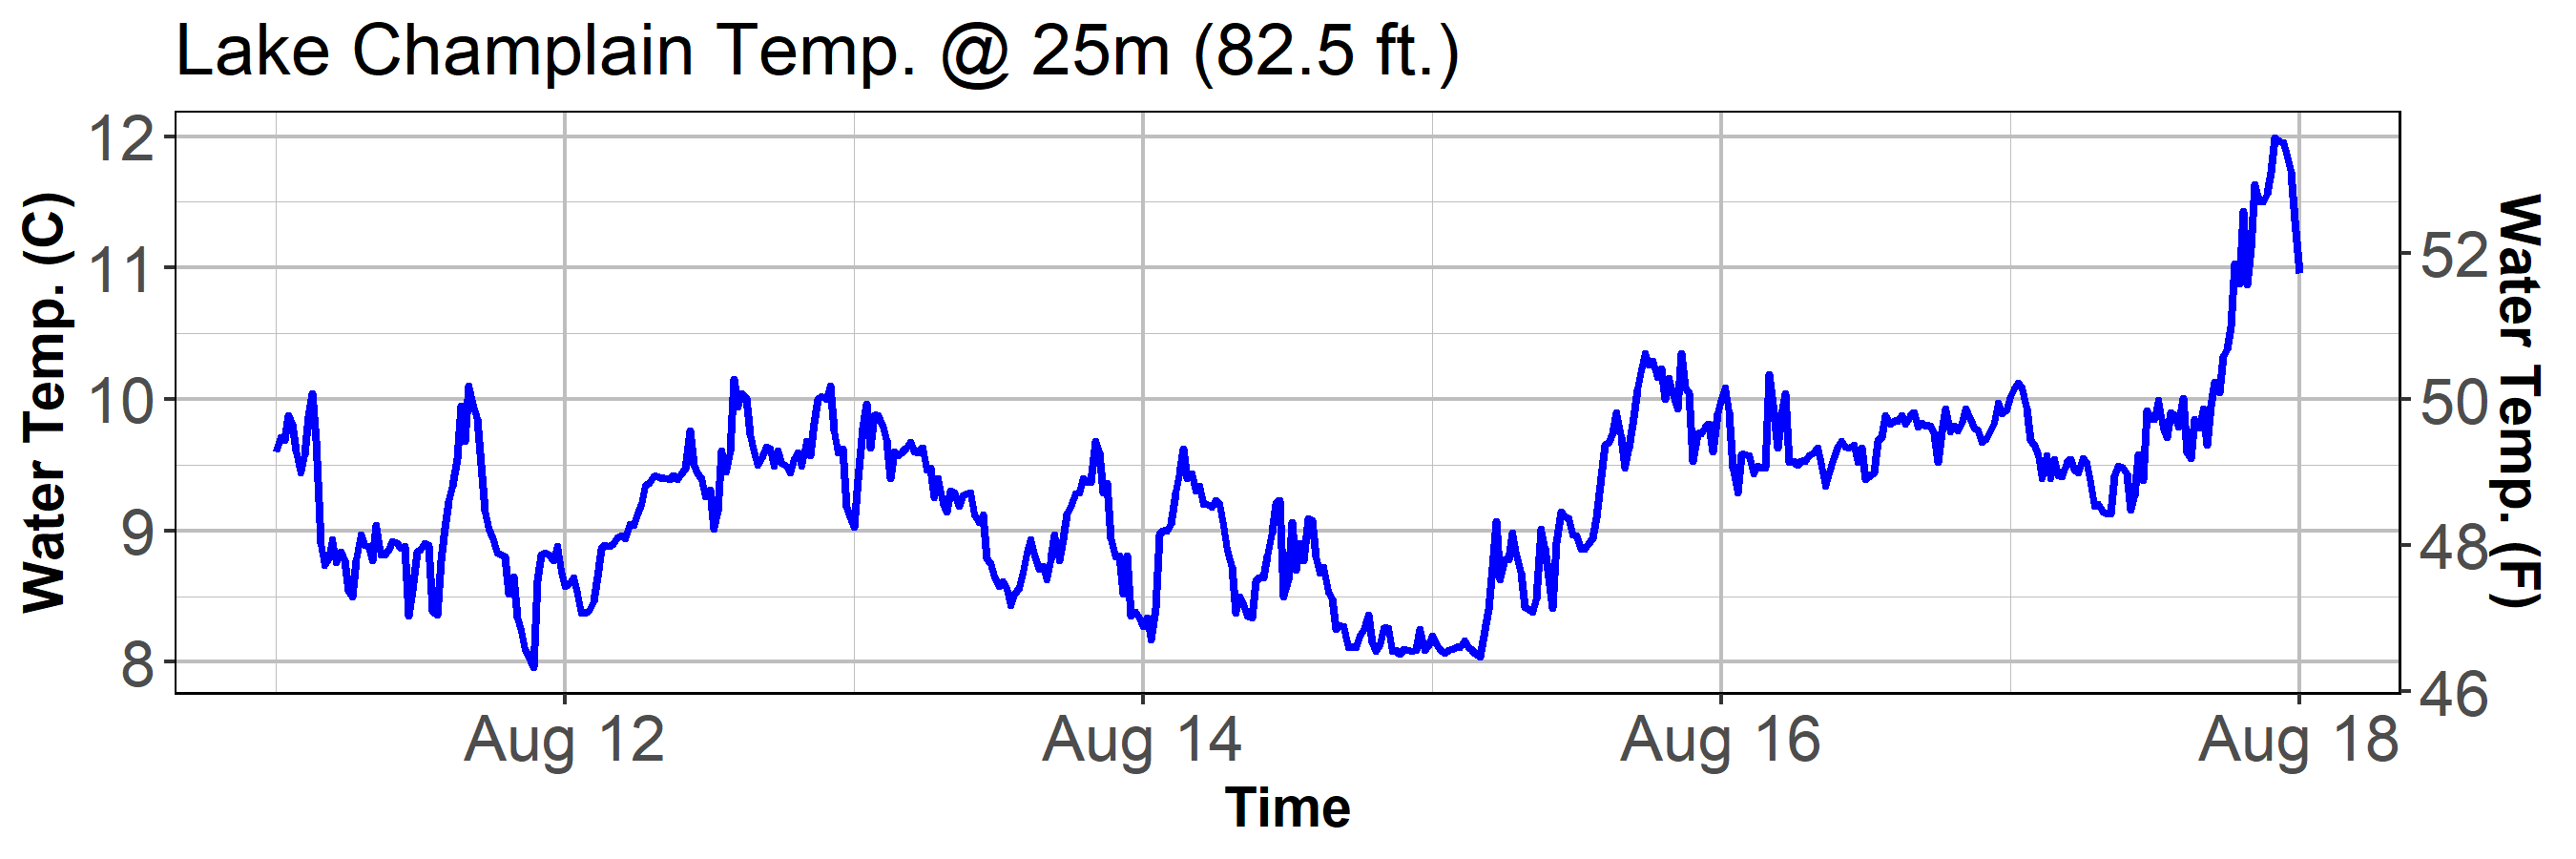 Lake Champlain Temp. @ 25m (82.5 ft.)
Water Temp. (C)
12
11
10
9
8
52
50
48
46
Water Temp. (F)
Aug 12
Aug 14
Aug 16
Aug 18
Time